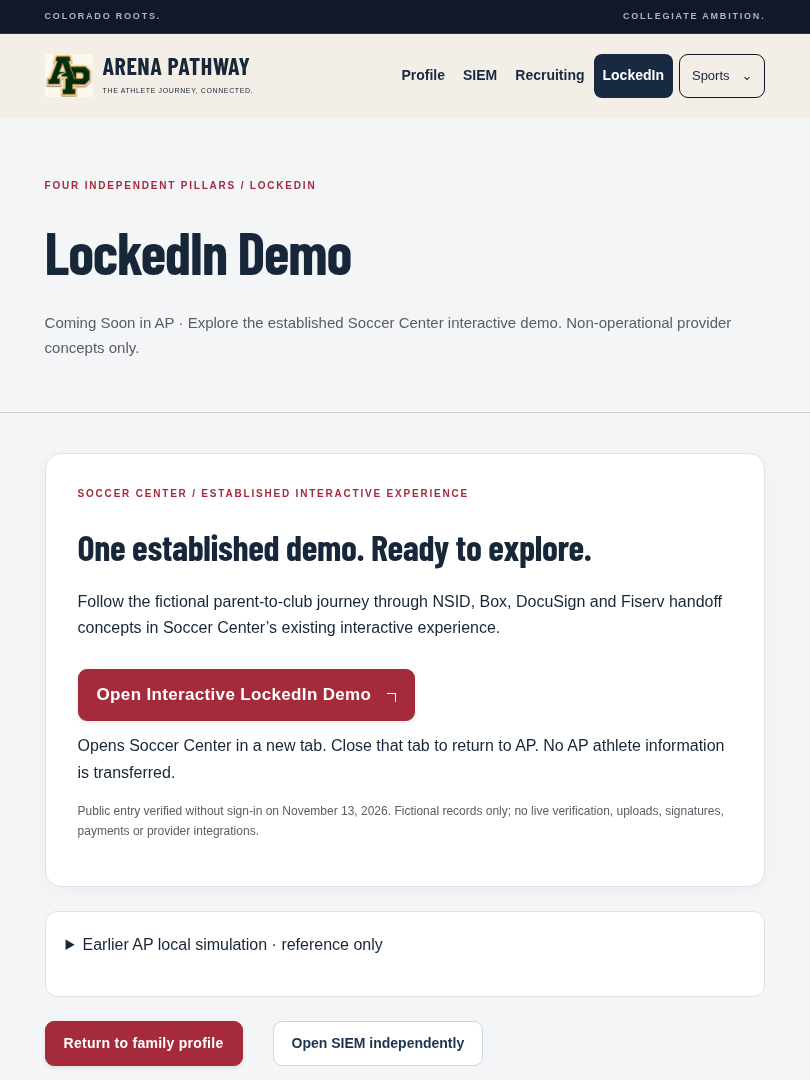 COLORADO ROOTS.
COLLEGIATE AMBITION.
AP
ARENA PATHWAY
THE ATHLETE JOURNEY, CONNECTED.
Profile
SIEM
Recruiting
LockedIn
Sports
FOUR INDEPENDENT PILLARS / LOCKEDIN
LockedIn Demo
Coming Soon in AP · Explore the established Soccer Center interactive demo. Non-operational provider
concepts only.
SOCCER CENTER / ESTABLISHED INTERACTIVE EXPERIENCE
One established demo. Ready to explore.
Follow the fictional parent-to-club journey through NSID, Box, DocuSign and Fiserv handoff
concepts in Soccer Center’s existing interactive experience.
Open Interactive LockedIn Demo
Opens Soccer Center in a new tab. Close that tab to return to AP. No AP athlete information
is transferred.
Public entry verified without sign-in on November 13, 2026. Fictional records only; no live verification, uploads, signatures,
payments or provider integrations.
Earlier AP local simulation · reference only
Return to family profile
Open SIEM independently